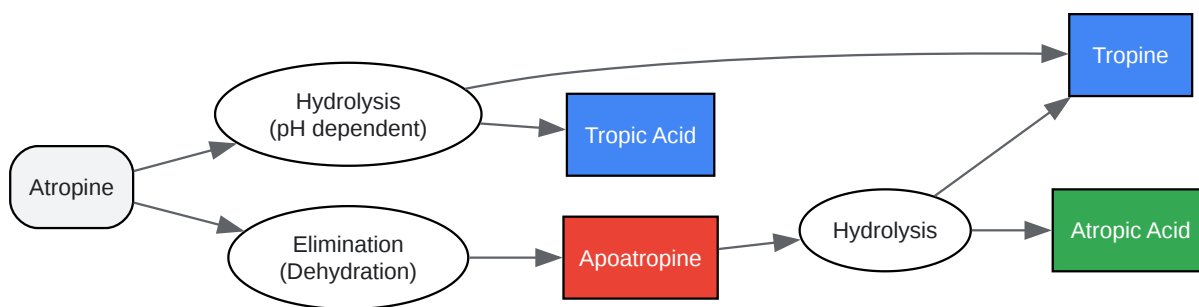 Atropine
Hydrolysis
(pH dependent)
Elimination
(Dehydration)
Tropic Acid
Apoatropine
Hydrolysis
Tropine
Atropic Acid